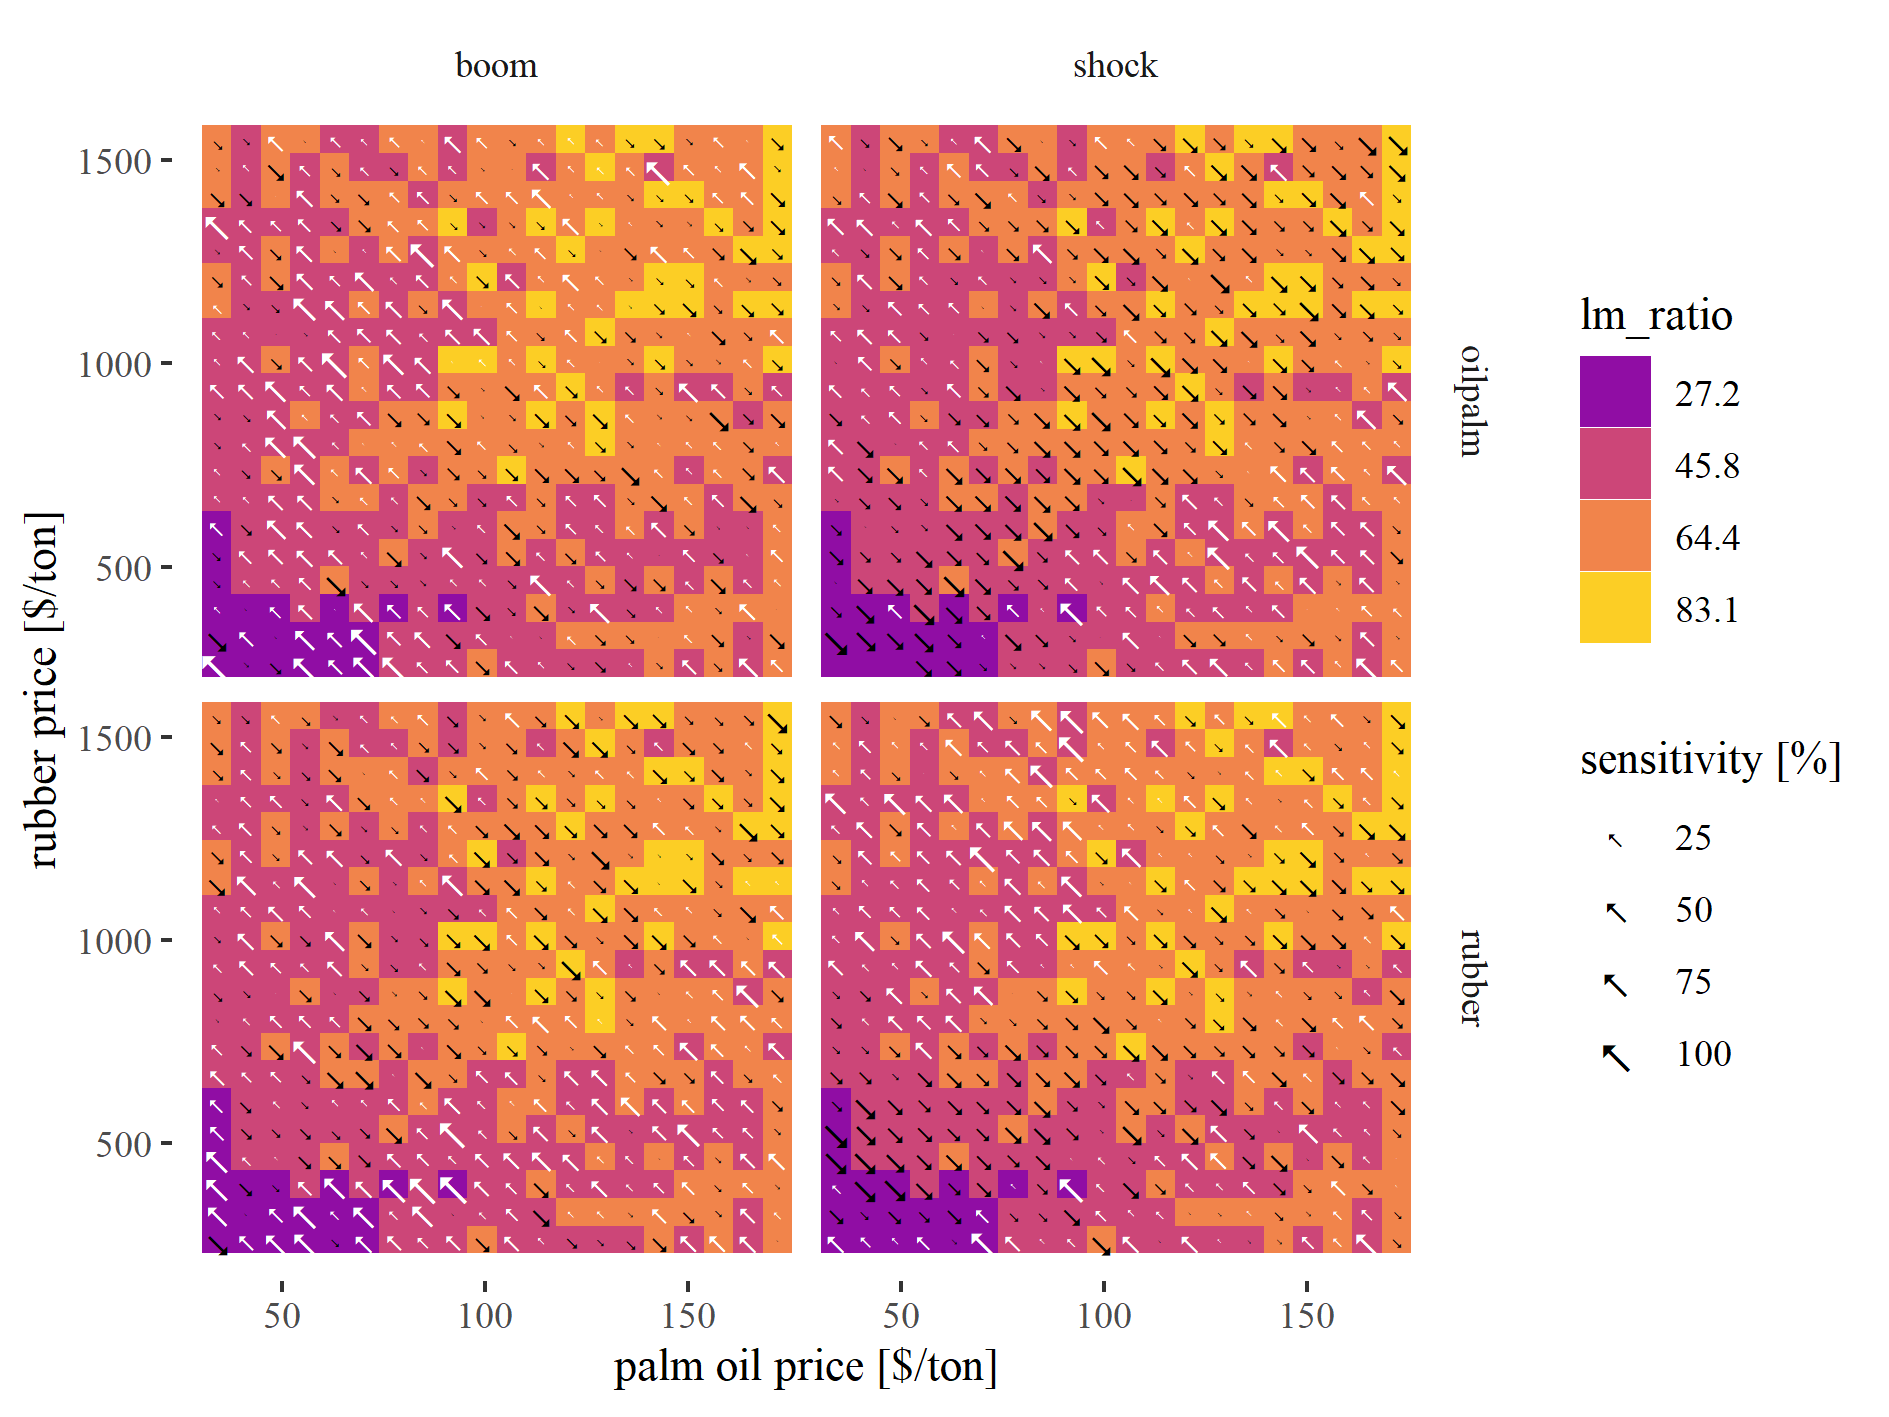 boom
shock
1500
1000
500
oilpalm
1500
1000
500
rubber
50
100
150
50
100
150
palm oil price [$/ton]
rubber price [$/ton]
lm_ratio
27.2
45.8
64.4
83.1
sensitivity [%]
25
50
75
100